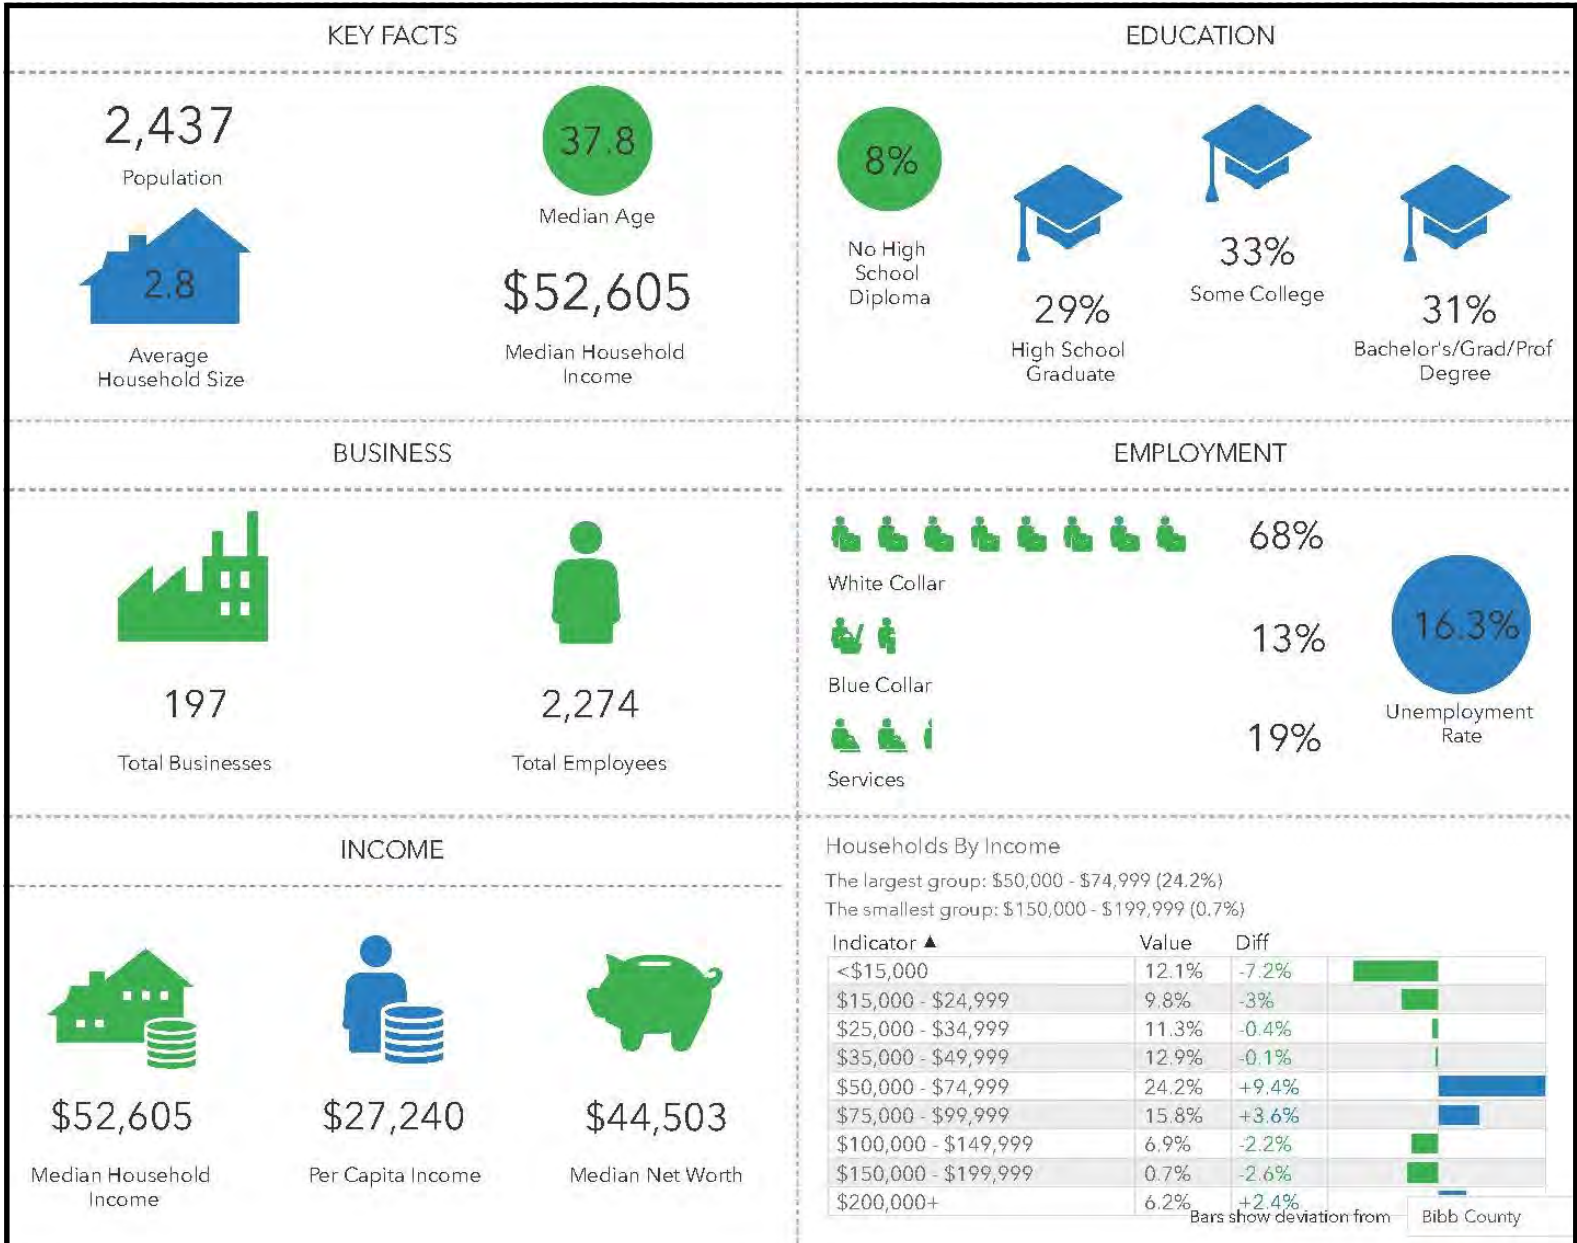 KEY FACTS
2,437
Population
37.8
Median Age
2.8
Average
Household Size
$52,605
Median Household
Income
EDUCATION
8%
No High
School
Diploma
29%
High School
Graduate
33%
Some College
31%
Bachelor's/Grad/Prof
Degree
BUSINESS
197
Total Businesses
2,274
Total Employees
EMPLOYMENT
68%
White Collar
13%
Blue Collar
19%
Services
16.3%
Unemployment
Rate
INCOME
$52,605
Median Household
Income
$27,240
Per Capita Income
$44,503
Median Net Worth
Households By Income
The largest group: $50,000 - $74,999 (24.2%)
The smallest group: $150,000 - $199,999 (0.7%)
Indicator ▲ Value Diff
<$15,000 12.1% -7.2%
$15,000 - $24,999 9.8% -3%
$25,000 - $34,999 11.3% -0.4%
$35,000 - $49,999 12.9% -0.1%
$50,000 - $74,999 24.2% +9.4%
$75,000 - $99,999 15.8% +3.6%
$100,000 - $149,999 6.9% -2.2%
$150,000 - $199,999 0.7% -2.6%
$200,000+ 6.2% +2.4%
Bars show deviation from Bibb County